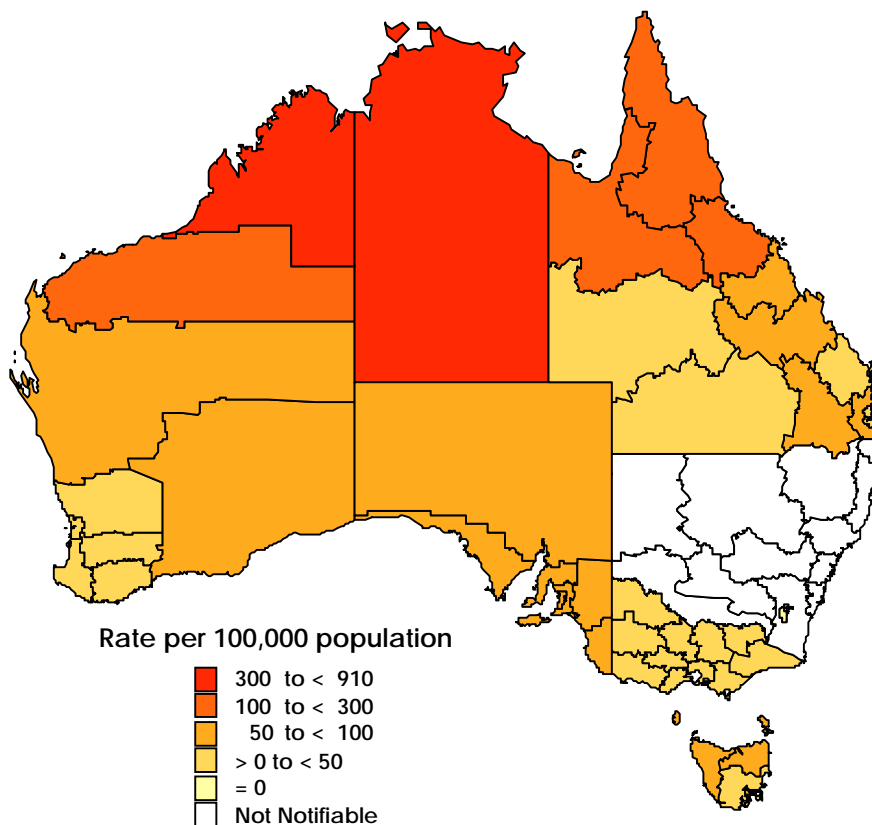 Rate per 100,000 population
300 to < 910
100 to < 300
50 to < 100
> 0 to < 50
= 0
Not Notifiable